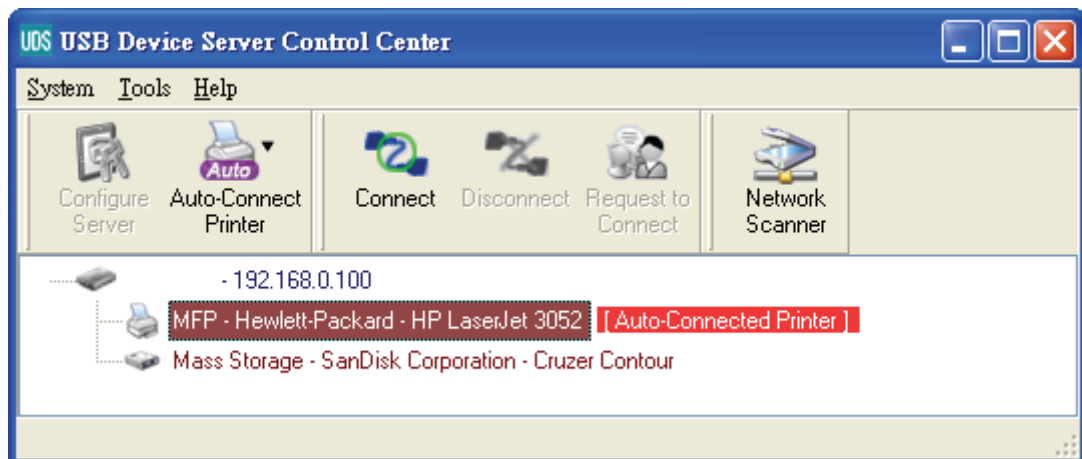 UDS USB Device Server Control Center
System Tools Help
Auto
Configure Server
Auto-Connect Printer
Connect
Disconnect
Request to Connect
Network Scanner
- 192.168.0.100
MFP - Hewlett-Packard - HP LaserJet 3052 [ Auto-Connected Printer ]
Mass Storage - SanDisk Corporation - Cruzer Contour